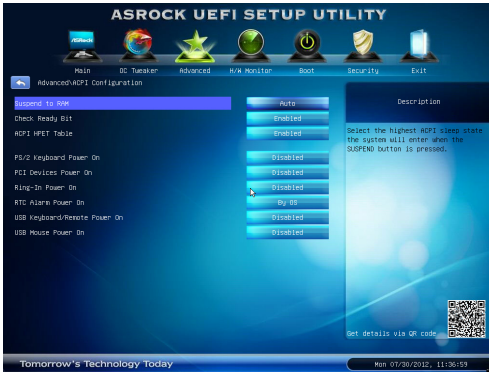 ASROCK UEFI SETUP UTILITY
ASRock
Main OC Tweaker Advanced H/W Monitor Boot Security Exit
Advanced\ACPI Configuration
Description
Suspend to RAM Auto
Check Ready Bit Enabled
ACPI HPET Table Enabled
PS/2 Keyboard Power On Disabled
PCI Devices Power On Disabled
Ring-In Power On Disabled
RTC Alarm Power On By OS
USB Keyboard/Remote Power On Disabled
USB Mouse Power On Disabled
Select the highest ACPI sleep state
the system will enter when the
SUSPEND button is pressed.
Get details via QR code
Tomorrow's Technology Today
Mon 07/30/2012, 11:36:59